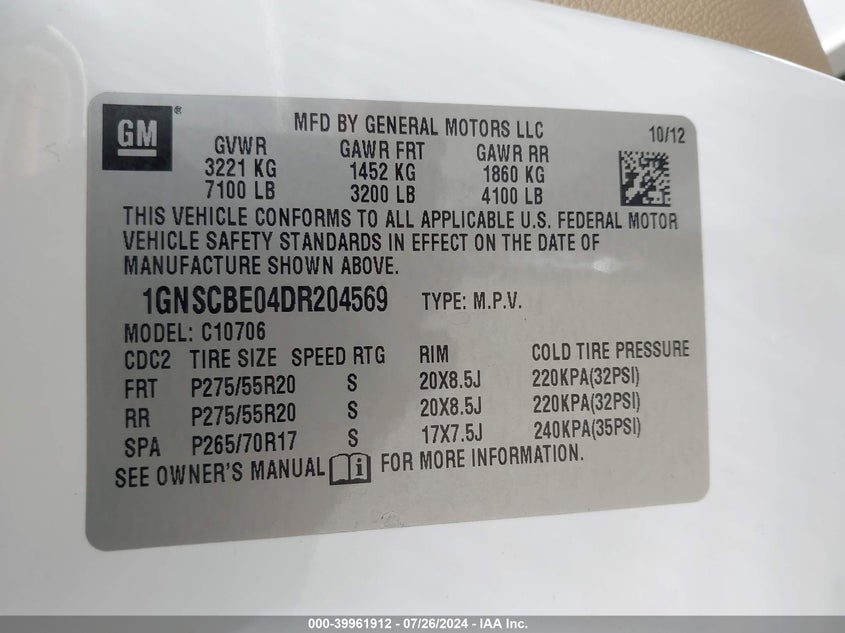 GM®
MFD BY GENERAL MOTORS LLC 10/12
GVWR GAWR FRT GAWR RR
3221 KG 1452 KG 1860 KG
7100 LB 3200 LB 4100 LB
THIS VEHICLE CONFORMS TO ALL APPLICABLE U.S. FEDERAL MOTOR
VEHICLE SAFETY STANDARDS IN EFFECT ON THE DATE OF
MANUFACTURE SHOWN ABOVE.
1GNSCBE04DR204569 TYPE: M.P.V.
MODEL: C10706
CDC2 TIRE SIZE SPEED RTG RIM COLD TIRE PRESSURE
FRT P275/55R20 S 20X8.5J 220KPA(32PSI)
RR P275/55R20 S 20X8.5J 220KPA(32PSI)
SPA P265/70R17 S 17X7.5J 240KPA(35PSI)
SEE OWNER'S MANUAL i FOR MORE INFORMATION.
000-39961912 - 07/26/2024 - IAA Inc.